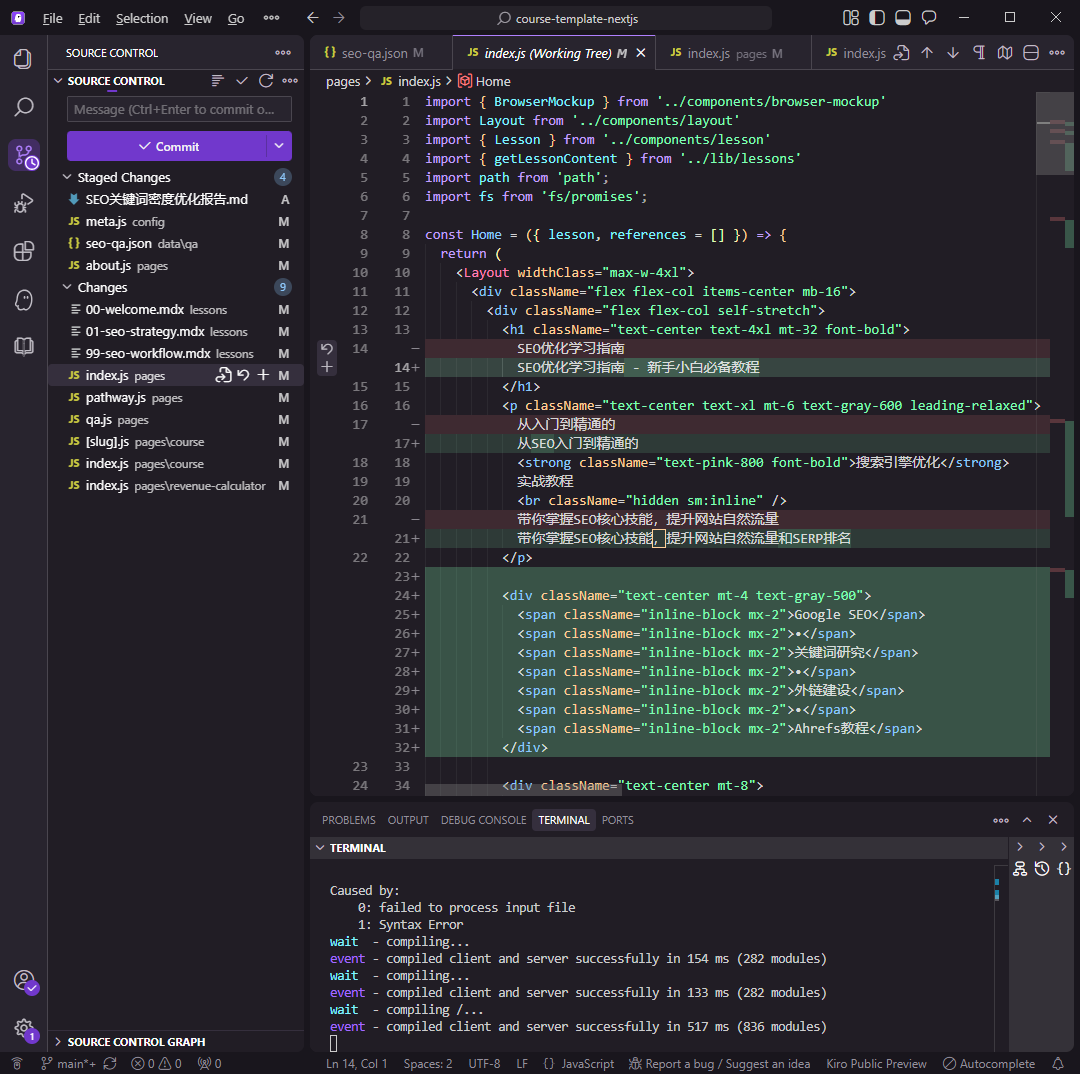 File Edit Selection View Go
course-template-nextjs
SOURCE CONTROL
SOURCE CONTROL
Message (Ctrl+Enter to commit o...
Commit
Staged Changes 4
SEO关键词密度优化报告.md A
JS meta.js config M
{} seo-qa.json data\qa M
JS about.js pages M
Changes 9
00-welcome.mdx lessons M
01-seo-strategy.mdx lessons M
99-seo-workflow.mdx lessons M
JS index.js pages M
JS pathway.js pages M
JS qa.js pages M
JS [slug].js pages\course M
JS index.js pages\course M
JS index.js pages\revenue-calculator M
SOURCE CONTROL GRAPH
{} seo-qa.json M
JS index.js (Working Tree) M
JS index.js pages M
JS index.js
pages > JS index.js > Home
1 1 import { BrowserMockup } from '../components/browser-mockup'
2 2 import Layout from '../components/layout'
3 3 import { Lesson } from '../components/lesson'
4 4 import { getLessonContent } from '../lib/lessons'
5 5 import path from 'path';
6 6 import fs from 'fs/promises';
7 7
8 8 const Home = ({ lesson, references = [] }) => {
9 9 return (
10 10 <Layout widthClass="max-w-4xl">
11 11 <div className="flex flex-col items-center mb-16">
12 12 <div className="flex flex-col self-stretch">
13 13 <h1 className="text-center text-4xl mt-32 font-bold">
14 − SEO优化学习指南
14+ SEO优化学习指南 - 新手小白必备教程
15 15 </h1>
16 16 <p className="text-center text-xl mt-6 text-gray-600 leading-relaxed">
17 − 从入门到精通的
17+ 从SEO入门到精通的
18 18 <strong className="text-pink-800 font-bold">搜索引擎优化</strong>
19 19 实战教程
20 20 <br className="hidden sm:inline" />
21 − 带你掌握SEO核心技能，提升网站自然流量
21+ 带你掌握SEO核心技能，提升网站自然流量和SERP排名
22 22 </p>
23+
24+ <div className="text-center mt-4 text-gray-500">
25+ <span className="inline-block mx-2">Google SEO</span>
26+ <span className="inline-block mx-2">•</span>
27+ <span className="inline-block mx-2">关键词研究</span>
28+ <span className="inline-block mx-2">•</span>
29+ <span className="inline-block mx-2">外链建设</span>
30+ <span className="inline-block mx-2">•</span>
31+ <span className="inline-block mx-2">Ahrefs教程</span>
32+ </div>
23 33
24 34 <div className="text-center mt-8">
PROBLEMS OUTPUT DEBUG CONSOLE TERMINAL PORTS
TERMINAL
Caused by:
0: failed to process input file
1: Syntax Error
wait - compiling...
event - compiled client and server successfully in 154 ms (282 modules)
wait - compiling...
event - compiled client and server successfully in 133 ms (282 modules)
wait - compiling /...
event - compiled client and server successfully in 517 ms (836 modules)
1
main*+ 0 0 0 Ln 14, Col 1 Spaces: 2 UTF-8 LF {} JavaScript Report a bug / Suggest an idea Kiro Public Preview Autocomplete